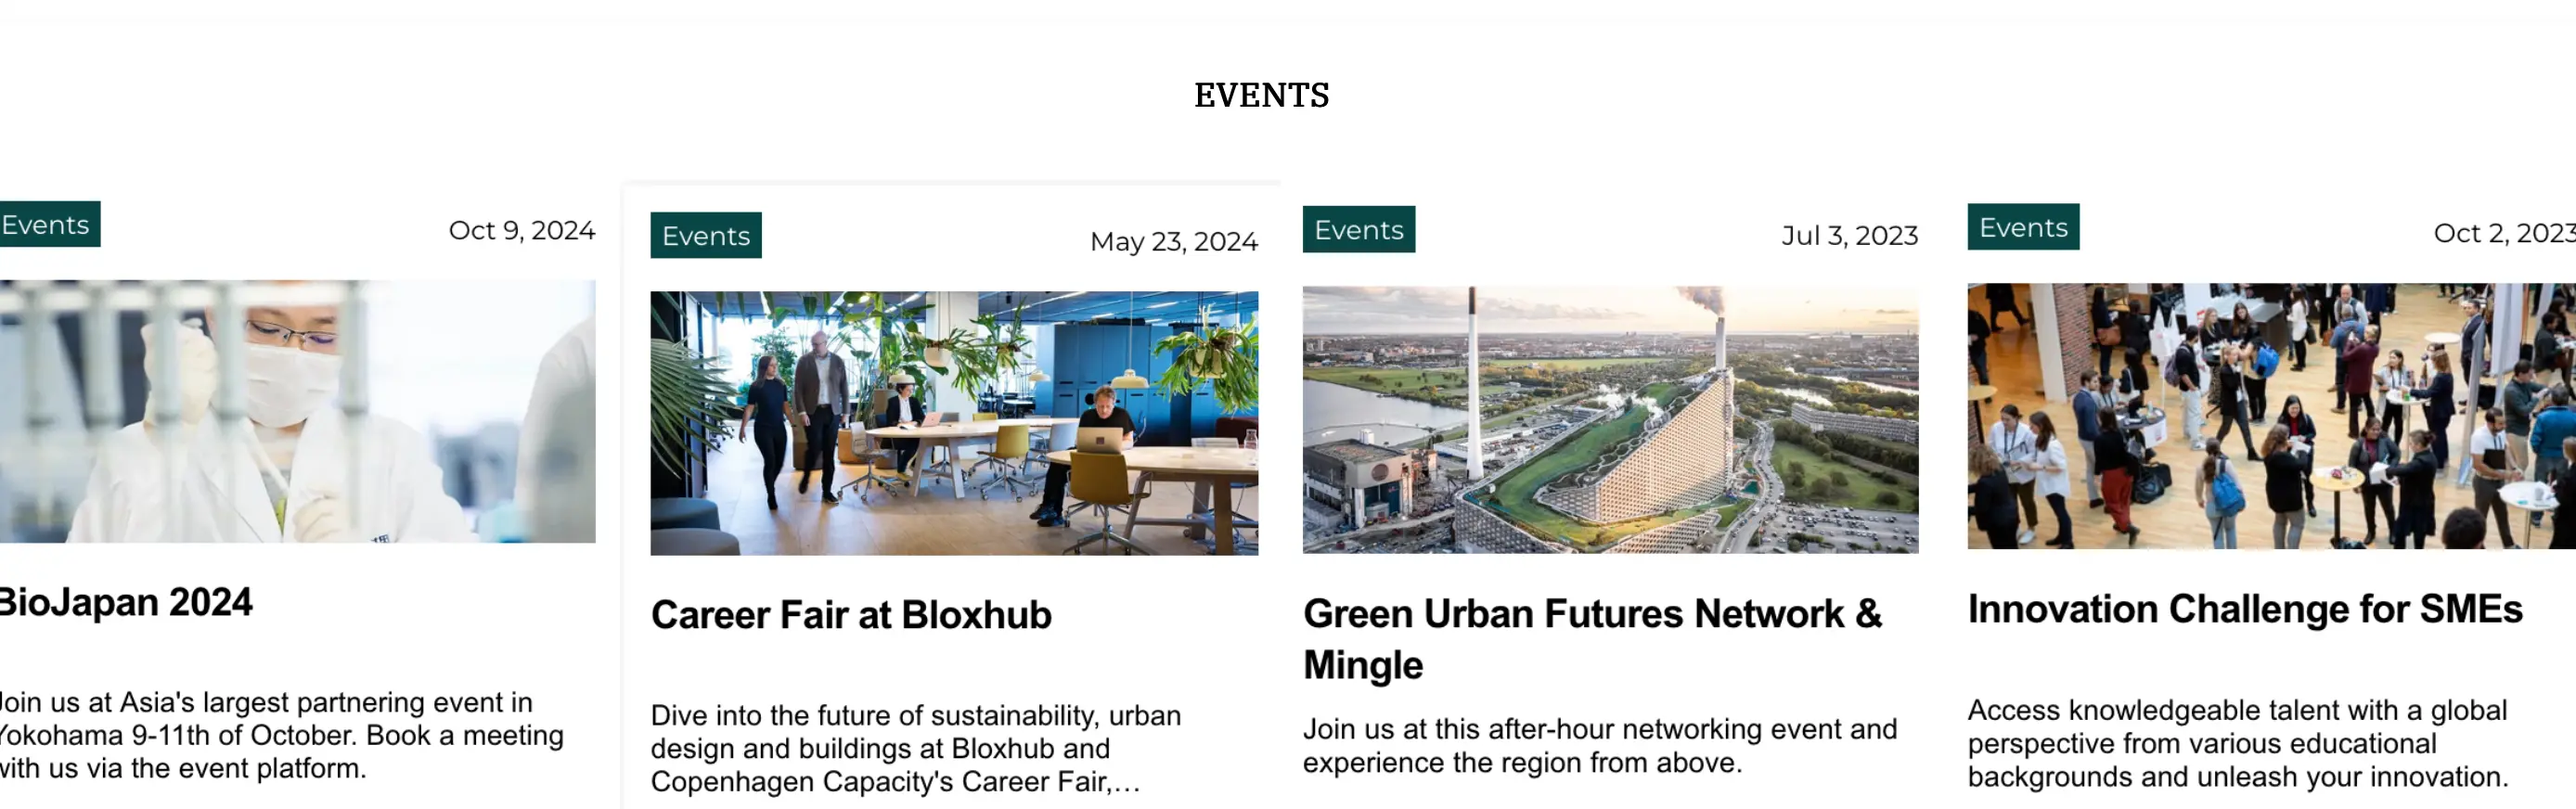 EVENTS
Events
Oct 9, 2024
BioJapan 2024
Join us at Asia's largest partnering event in
Yokohama 9-11th of October. Book a meeting
with us via the event platform.
Events
May 23, 2024
Career Fair at Bloxhub
Dive into the future of sustainability, urban
design and buildings at Bloxhub and
Copenhagen Capacity's Career Fair,…
Events
Jul 3, 2023
Green Urban Futures Network &
Mingle
Join us at this after-hour networking event and
experience the region from above.
Events
Oct 2, 2023
Innovation Challenge for SMEs
Access knowledgeable talent with a global
perspective from various educational
backgrounds and unleash your innovation.